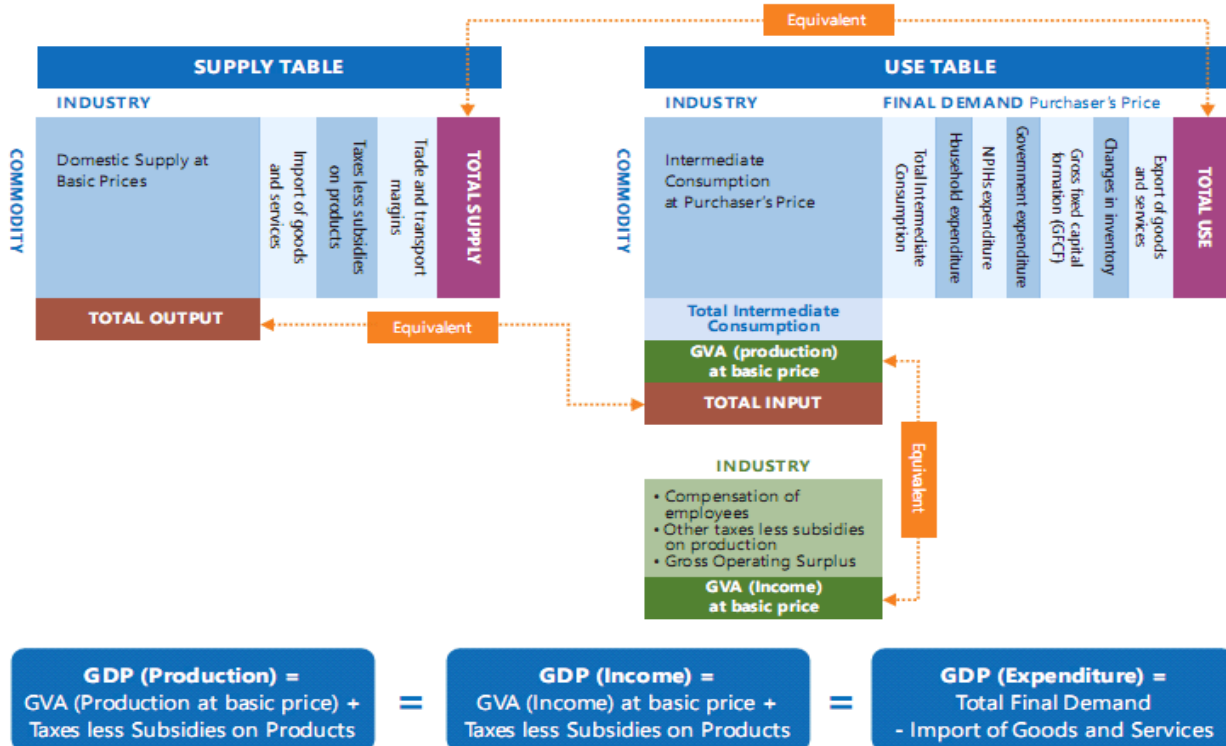 Equivalent
SUPPLY TABLE
INDUSTRY
COMMODITY
Domestic Supply at
Basic Prices
Import of goods
and services
Taxes less subsidies
on products
Trade and transport
margins
TOTAL SUPPLY
TOTAL OUTPUT
Equivalent
USE TABLE
INDUSTRY
FINAL DEMAND Purchaser's Price
COMMODITY
Intermediate
Consumption
at Purchaser's Price
Total Intermediate
Consumption
Household expenditure
NPIHs expenditure
Government expenditure
Gross fixed capital
formation (GFCF)
Changes in inventory
Export of goods
and services
TOTAL USE
Total Intermediate
Consumption
GVA (production)
at basic price
TOTAL INPUT
Equivalent
INDUSTRY
• Compensation of
employees
• Other taxes less subsidies
on production
• Gross Operating Surplus
GVA (Income)
at basic price
GDP (Production) =
GVA (Production at basic price) +
Taxes less Subsidies on Products
=
GDP (Income) =
GVA (Income) at basic price +
Taxes less Subsidies on Products
=
GDP (Expenditure) =
Total Final Demand
- Import of Goods and Services